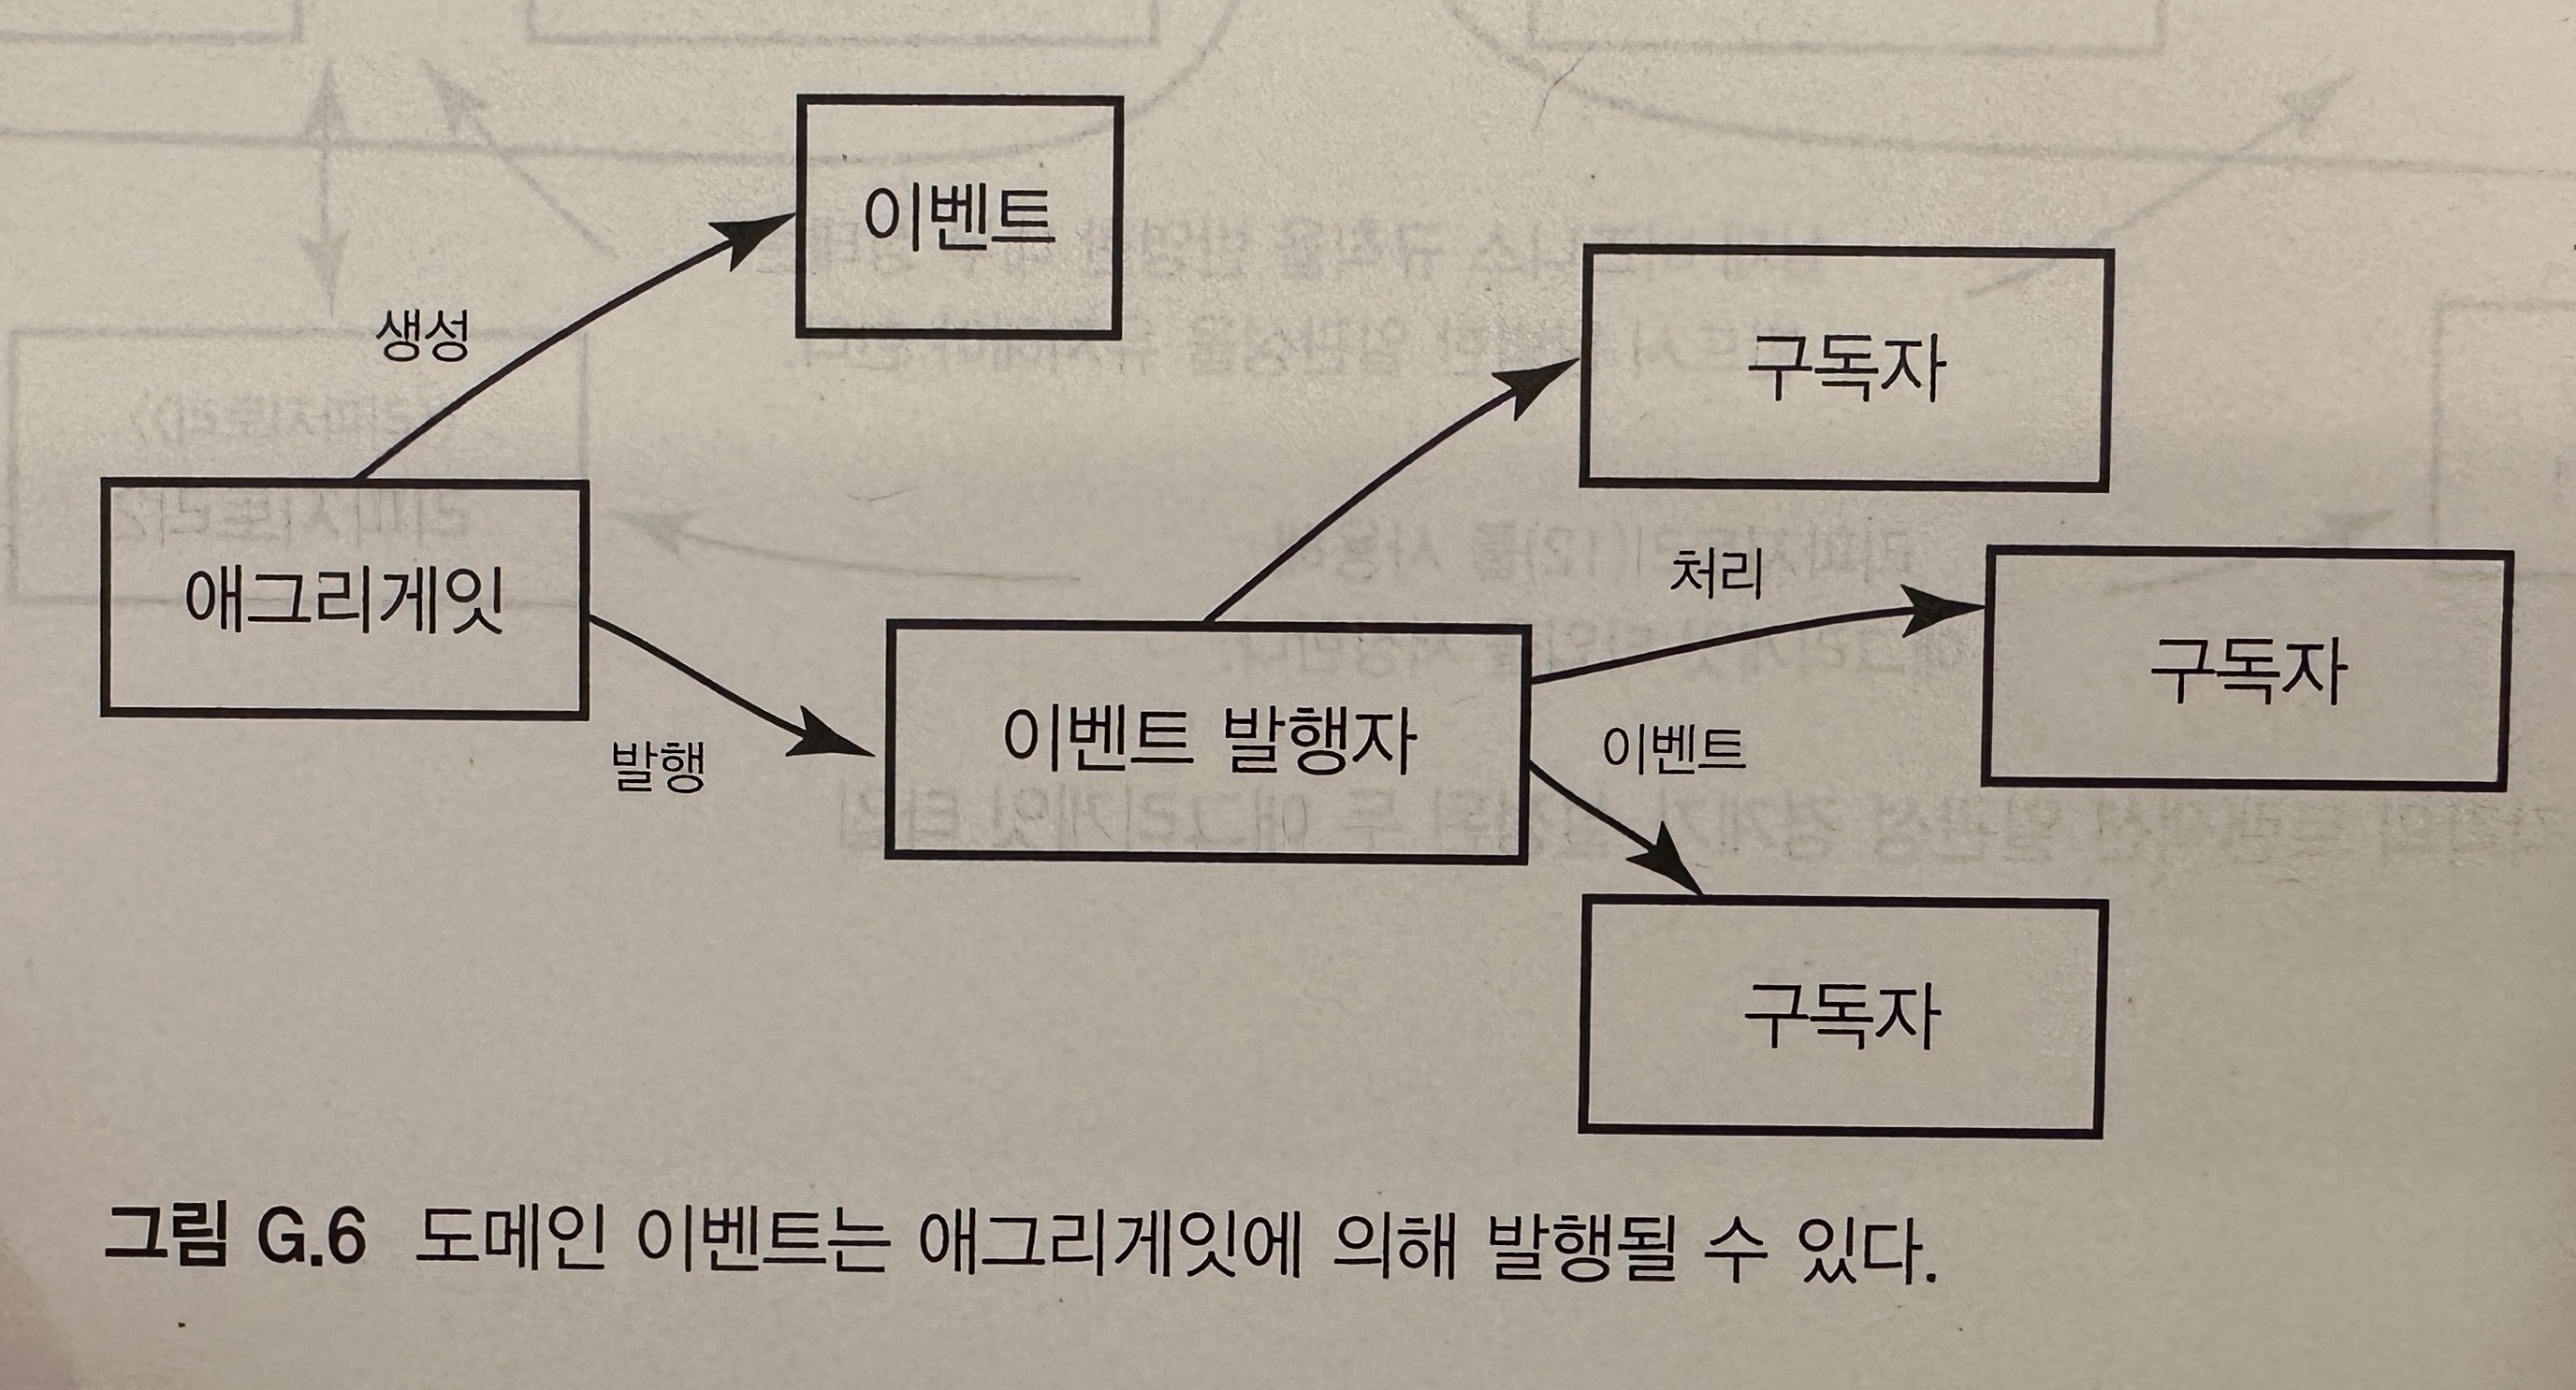 이벤트
생성
구독자
애그리게잇
처리
구독자
발행
이벤트 발행자
이벤트
구독자
그림 G.6 도메인 이벤트는 애그리게잇에 의해 발행될 수 있다.